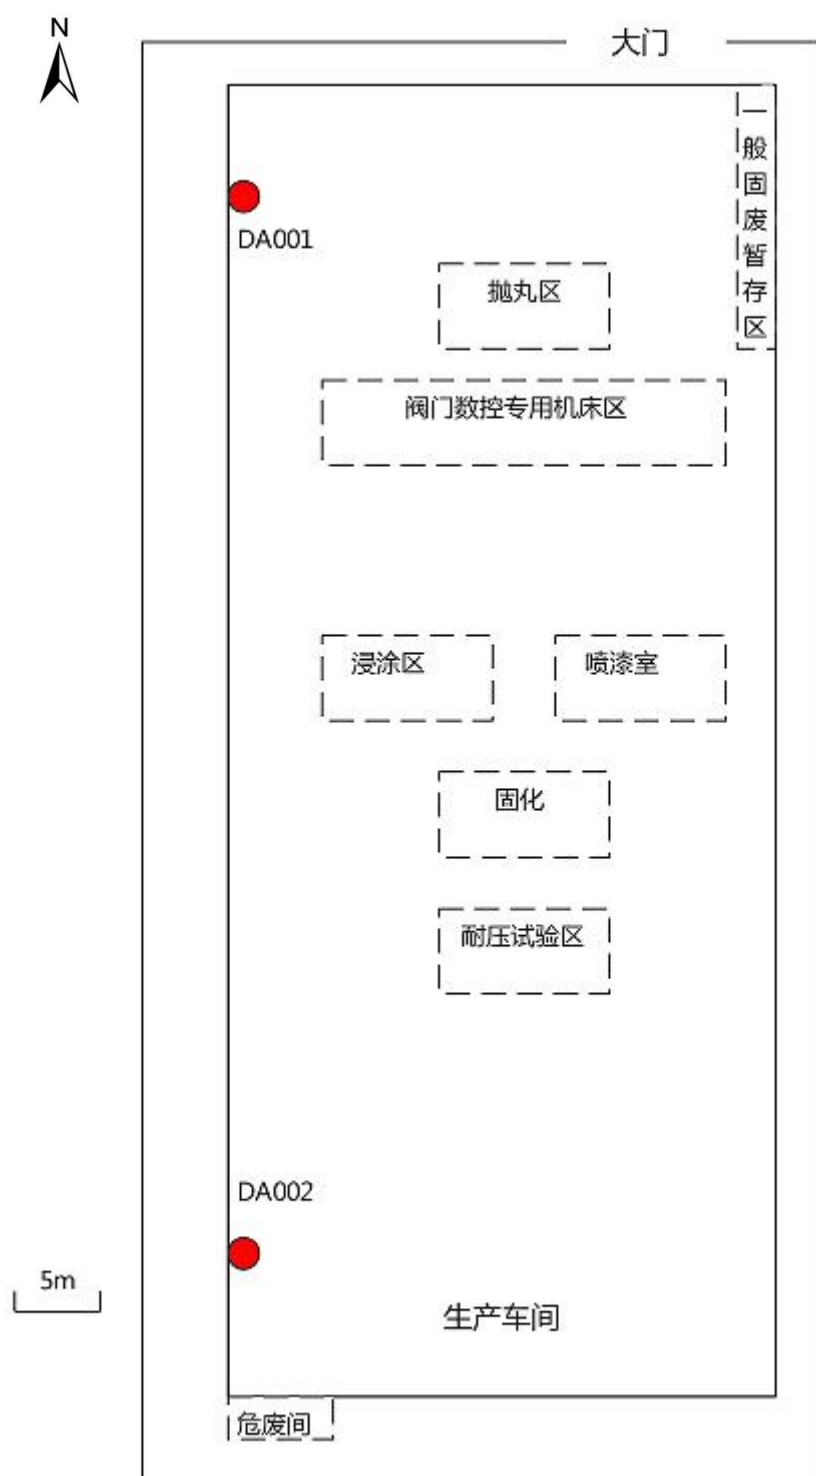 N
大门
一般固废暂存区
DA001
抛丸区
阀门数控专用机床区
浸涂区
喷漆室
固化
耐压试验区
DA002
5m
生产车间
危废间